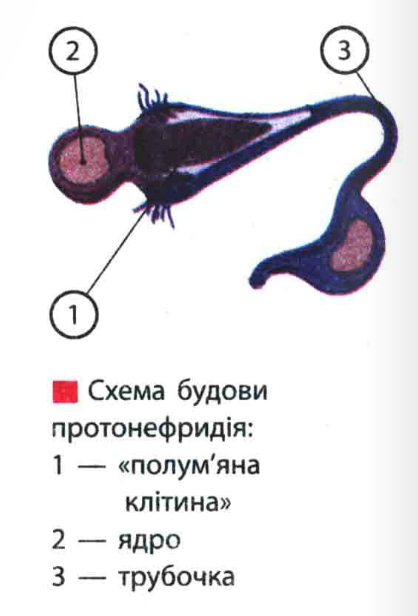 2
3
1
Схема будови
протонефридія:
1 — «полум’яна
клітина»
2 — ядро
3 — трубочка